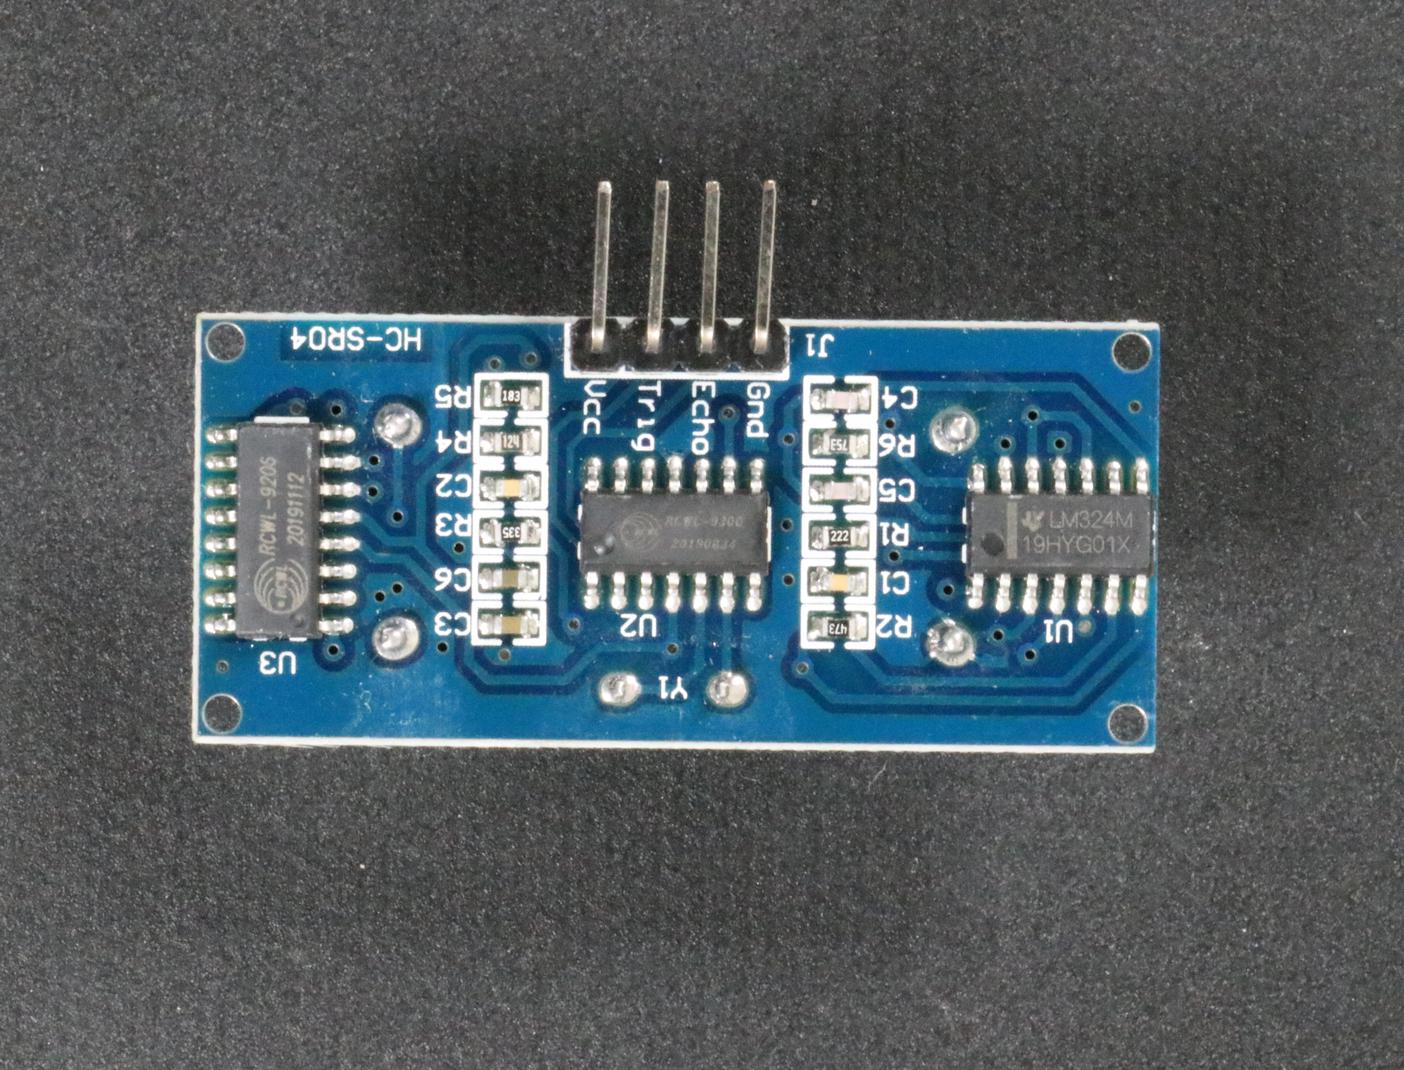 HC-SR04
J1
Vcc
Trig
Echo
Gnd
R5
183
R4
124
C2
R3
335
C6
C3
C4
R6
753
C5
R1
222
C1
R2
473
RCWL-9206
20191112
RCWL
U3
RCWL-9300
U2
LM324M
19HYG01X
U1
Y1